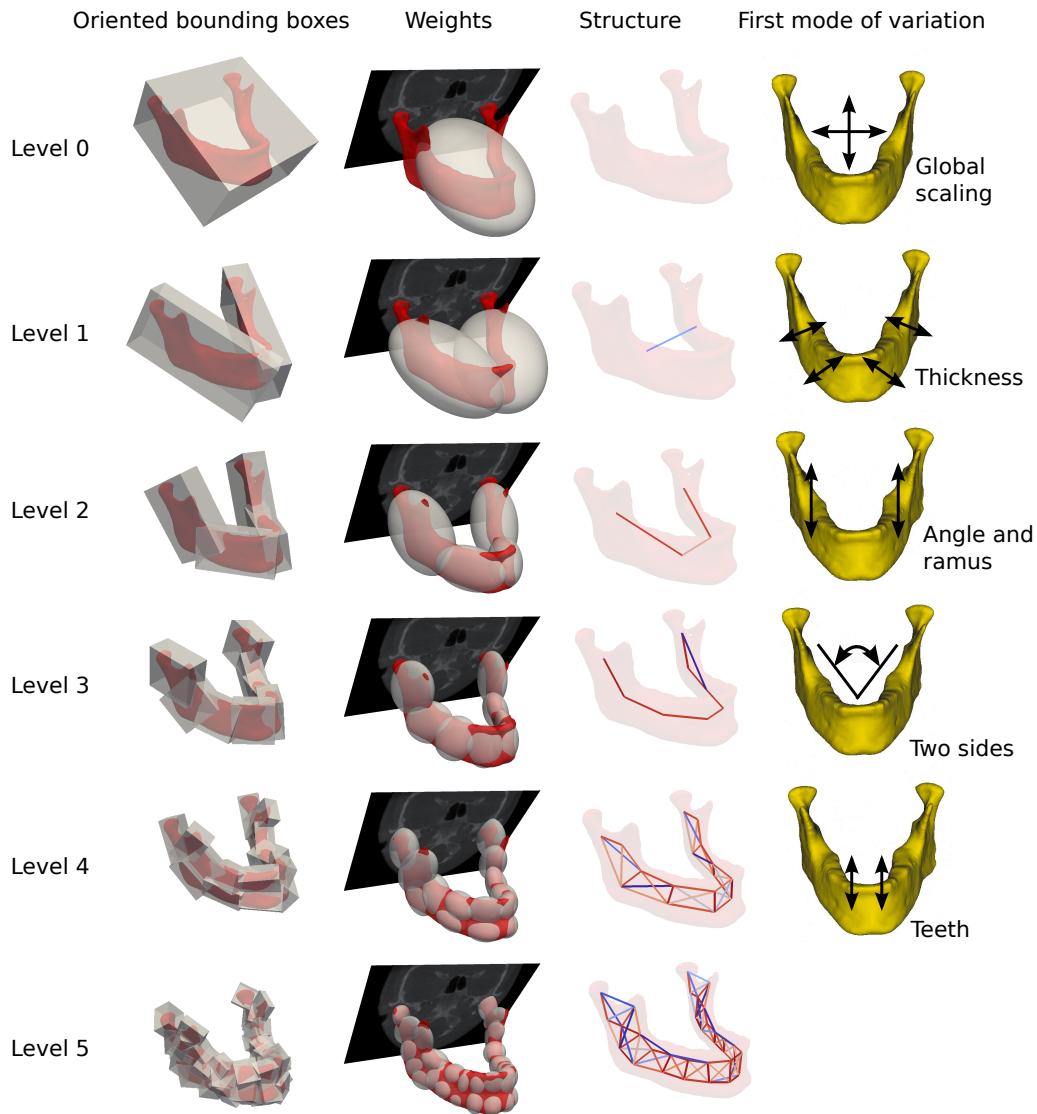 Oriented bounding boxes Weights Structure First mode of variation
Level 0
Global
scaling
Level 1
Thickness
Level 2
Angle and
ramus
Level 3
Two sides
Level 4
Teeth
Level 5